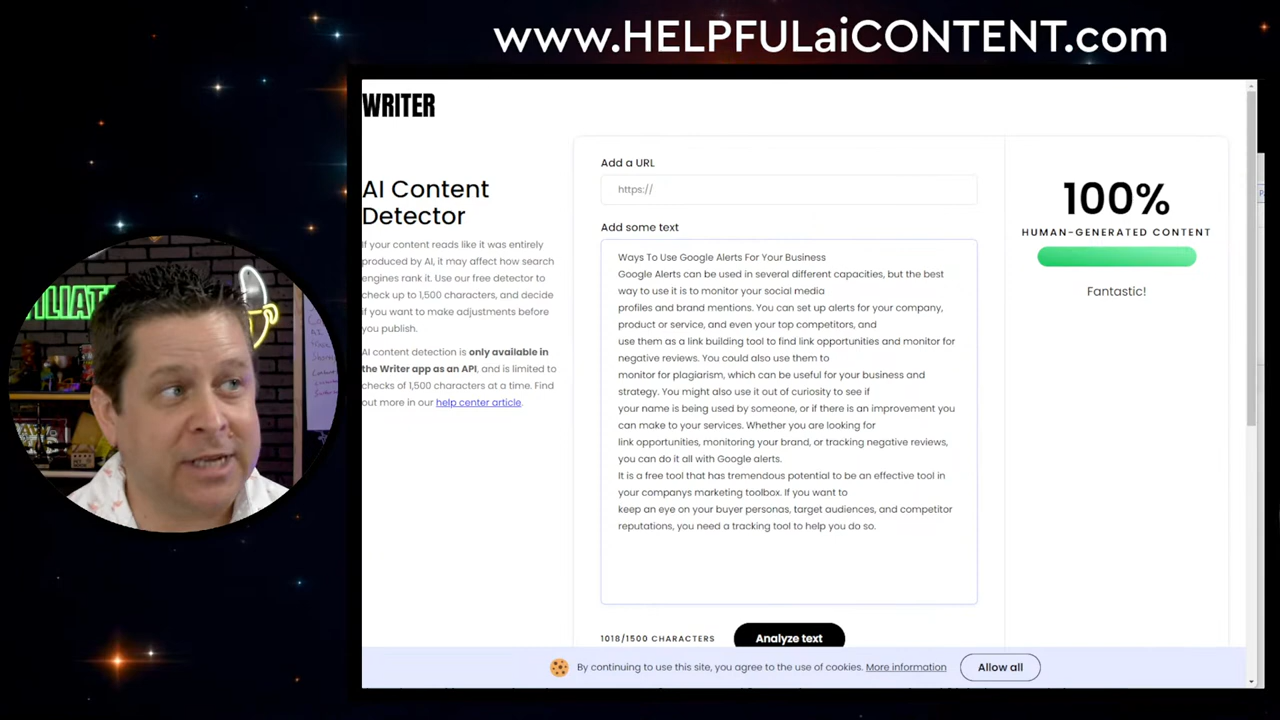 www.HELPFULaiCONTENT.com
WRITER
AI Content
Detector
If your content reads like it was entirely
produced by AI, it may affect how search
engines rank it. Use our free detector to
check up to 1,500 characters, and decide
if you want to make adjustments before
you publish.
AI content detection is only available in
the Writer app as an API, and is limited to
checks of 1,500 characters at a time. Find
out more in our help center article.
Add a URL
https://
Add some text
Ways To Use Google Alerts For Your Business
Google Alerts can be used in several different capacities, but the best
way to use it is to monitor your social media
profiles and brand mentions. You can set up alerts for your company,
product or service, and even your top competitors, and
use them as a link building tool to find link opportunities and monitor for
negative reviews. You could also use them to
monitor for plagiarism, which can be useful for your business and
strategy. You might also use it out of curiosity to see if
your name is being used by someone, or if there is an improvement you
can make to your services. Whether you are looking for
link opportunities, monitoring your brand, or tracking negative reviews,
you can do it all with Google alerts.
It is a free tool that has tremendous potential to be an effective tool in
your companys marketing toolbox. If you want to
keep an eye on your buyer personas, target audiences, and competitor
reputations, you need a tracking tool to help you do so.
1018/1500 CHARACTERS
Analyze text
100%
HUMAN-GENERATED CONTENT
Fantastic!
By continuing to use this site, you agree to the use of cookies. More information
Allow all